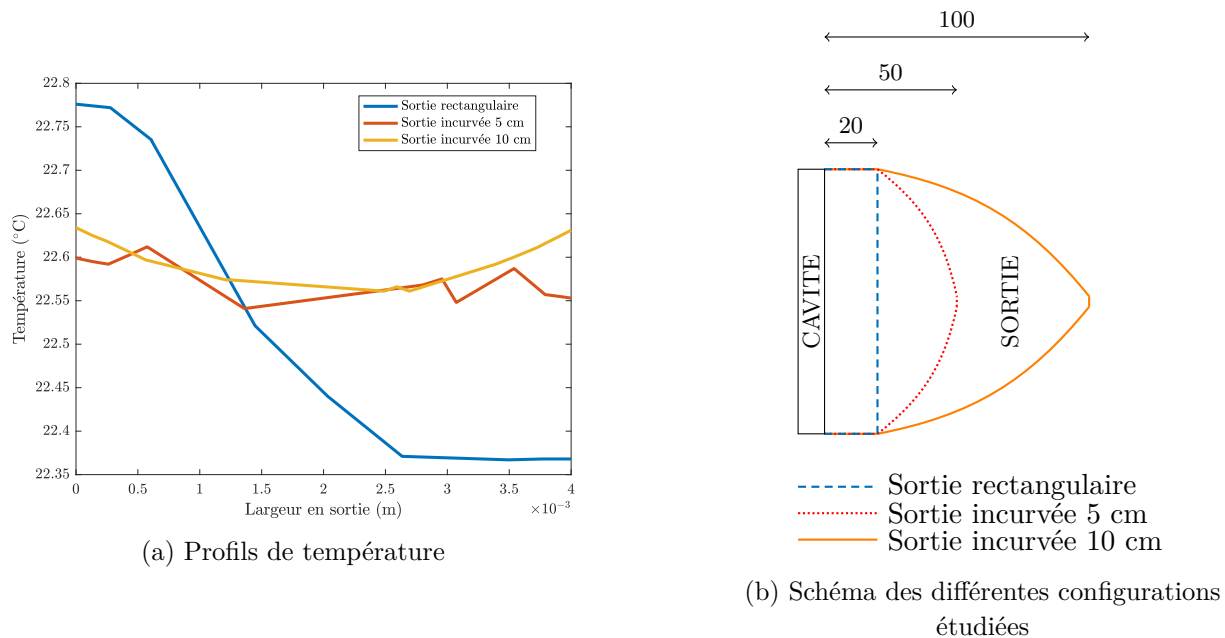 22.8
22.75
22.7
22.65
22.6
22.55
22.5
22.45
22.4
22.35
Température (°C)
0
0.5
1
1.5
2
2.5
3
3.5
4
Largeur en sortie (m)
×10⁻³
Sortie rectangulaire
Sortie incurvée 5 cm
Sortie incurvée 10 cm
(a) Profils de température
100
50
20
CAVITE
SORTIE
Sortie rectangulaire
Sortie incurvée 5 cm
Sortie incurvée 10 cm
(b) Schéma des différentes configurations
étudiées